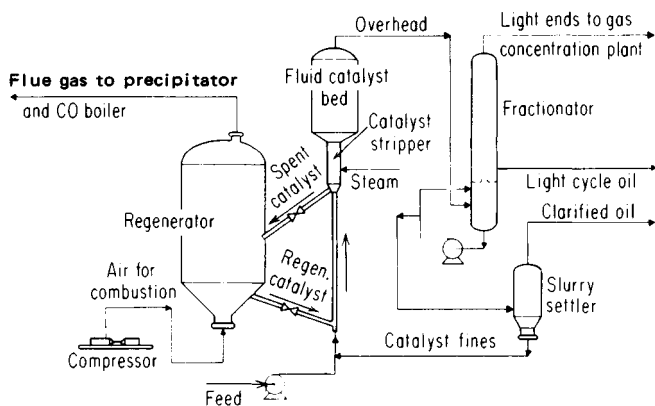 Overhead
Light ends to gas
concentration plant
Flue gas to precipitator
and CO boiler
Fluid catalyst
bed
Fractionator
Catalyst
stripper
Spent
catalyst
Steam
Light cycle oil
Clarified oil
Regenerator
Regen.
catalyst
Air for
combustion
Slurry
settler
Compressor
Catalyst fines
Feed